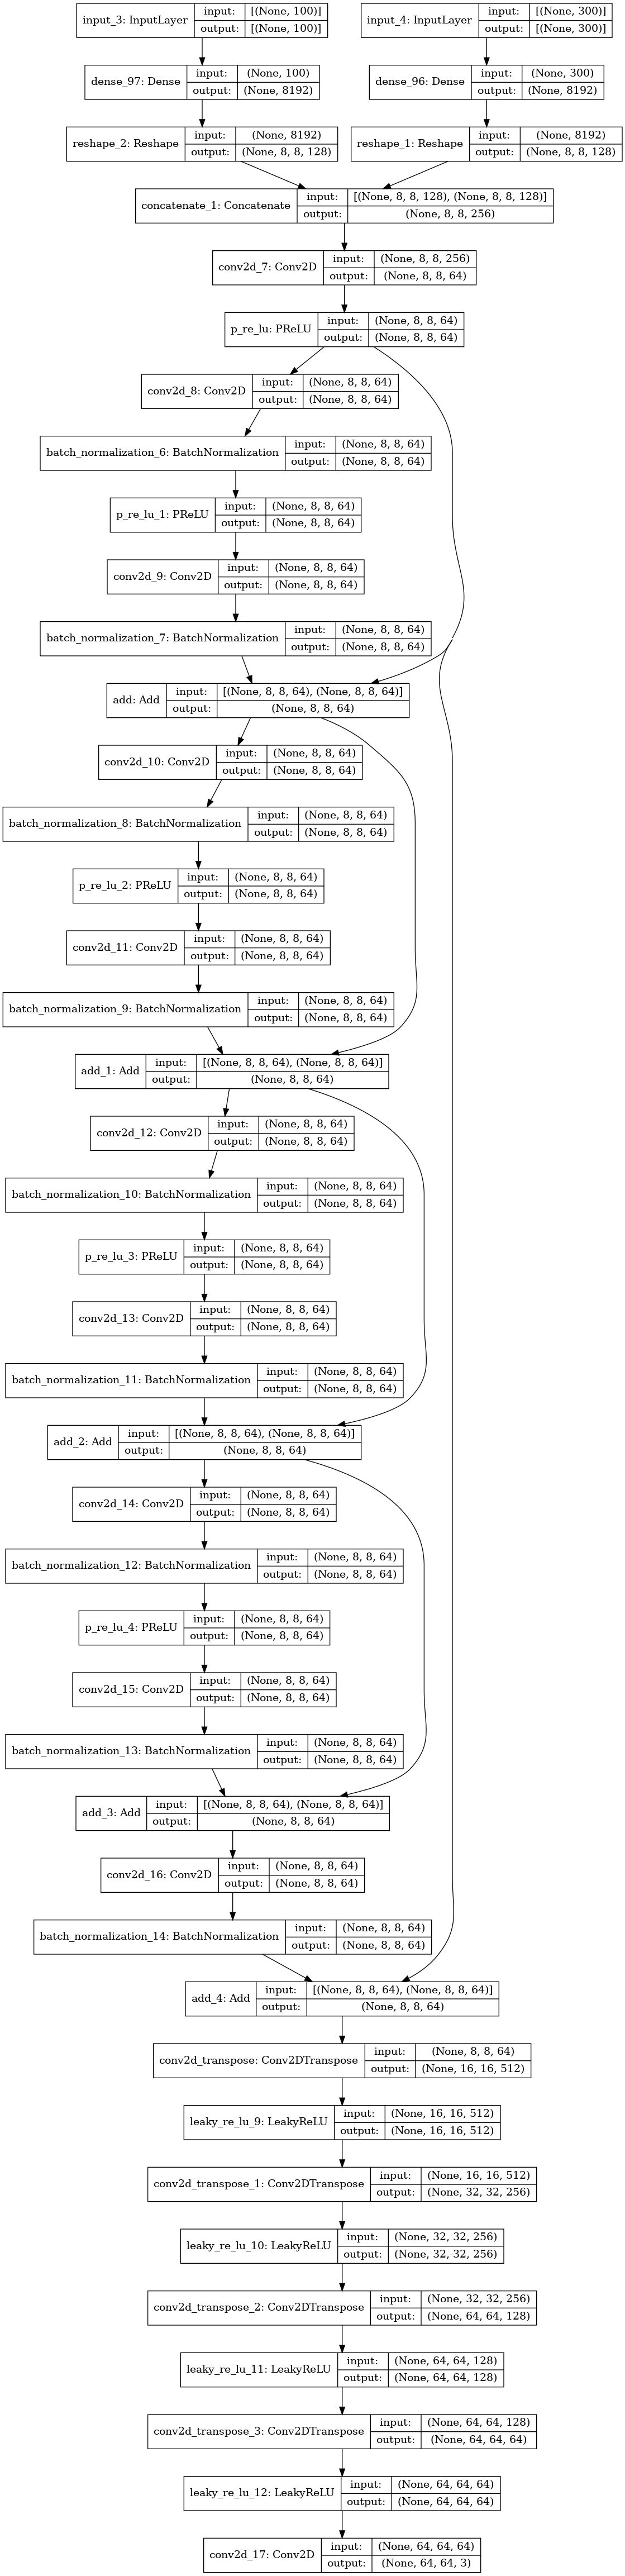 input_3: InputLayer input: [(None, 100)]
output: [(None, 100)]
input_4: InputLayer input: [(None, 300)]
output: [(None, 300)]
dense_97: Dense input: (None, 100)
output: (None, 8192)
dense_96: Dense input: (None, 300)
output: (None, 8192)
reshape_2: Reshape input: (None, 8192)
output: (None, 8, 8, 128)
reshape_1: Reshape input: (None, 8192)
output: (None, 8, 8, 128)
concatenate_1: Concatenate input: [(None, 8, 8, 128), (None, 8, 8, 128)]
output: (None, 8, 8, 256)
conv2d_7: Conv2D input: (None, 8, 8, 256)
output: (None, 8, 8, 64)
p_re_lu: PReLU input: (None, 8, 8, 64)
output: (None, 8, 8, 64)
conv2d_8: Conv2D input: (None, 8, 8, 64)
output: (None, 8, 8, 64)
batch_normalization_6: BatchNormalization input: (None, 8, 8, 64)
output: (None, 8, 8, 64)
p_re_lu_1: PReLU input: (None, 8, 8, 64)
output: (None, 8, 8, 64)
conv2d_9: Conv2D input: (None, 8, 8, 64)
output: (None, 8, 8, 64)
batch_normalization_7: BatchNormalization input: (None, 8, 8, 64)
output: (None, 8, 8, 64)
add: Add input: [(None, 8, 8, 64), (None, 8, 8, 64)]
output: (None, 8, 8, 64)
conv2d_10: Conv2D input: (None, 8, 8, 64)
output: (None, 8, 8, 64)
batch_normalization_8: BatchNormalization input: (None, 8, 8, 64)
output: (None, 8, 8, 64)
p_re_lu_2: PReLU input: (None, 8, 8, 64)
output: (None, 8, 8, 64)
conv2d_11: Conv2D input: (None, 8, 8, 64)
output: (None, 8, 8, 64)
batch_normalization_9: BatchNormalization input: (None, 8, 8, 64)
output: (None, 8, 8, 64)
add_1: Add input: [(None, 8, 8, 64), (None, 8, 8, 64)]
output: (None, 8, 8, 64)
conv2d_12: Conv2D input: (None, 8, 8, 64)
output: (None, 8, 8, 64)
batch_normalization_10: BatchNormalization input: (None, 8, 8, 64)
output: (None, 8, 8, 64)
p_re_lu_3: PReLU input: (None, 8, 8, 64)
output: (None, 8, 8, 64)
conv2d_13: Conv2D input: (None, 8, 8, 64)
output: (None, 8, 8, 64)
batch_normalization_11: BatchNormalization input: (None, 8, 8, 64)
output: (None, 8, 8, 64)
add_2: Add input: [(None, 8, 8, 64), (None, 8, 8, 64)]
output: (None, 8, 8, 64)
conv2d_14: Conv2D input: (None, 8, 8, 64)
output: (None, 8, 8, 64)
batch_normalization_12: BatchNormalization input: (None, 8, 8, 64)
output: (None, 8, 8, 64)
p_re_lu_4: PReLU input: (None, 8, 8, 64)
output: (None, 8, 8, 64)
conv2d_15: Conv2D input: (None, 8, 8, 64)
output: (None, 8, 8, 64)
batch_normalization_13: BatchNormalization input: (None, 8, 8, 64)
output: (None, 8, 8, 64)
add_3: Add input: [(None, 8, 8, 64), (None, 8, 8, 64)]
output: (None, 8, 8, 64)
conv2d_16: Conv2D input: (None, 8, 8, 64)
output: (None, 8, 8, 64)
batch_normalization_14: BatchNormalization input: (None, 8, 8, 64)
output: (None, 8, 8, 64)
add_4: Add input: [(None, 8, 8, 64), (None, 8, 8, 64)]
output: (None, 8, 8, 64)
conv2d_transpose: Conv2DTranspose input: (None, 8, 8, 64)
output: (None, 16, 16, 512)
leaky_re_lu_9: LeakyReLU input: (None, 16, 16, 512)
output: (None, 16, 16, 512)
conv2d_transpose_1: Conv2DTranspose input: (None, 16, 16, 512)
output: (None, 32, 32, 256)
leaky_re_lu_10: LeakyReLU input: (None, 32, 32, 256)
output: (None, 32, 32, 256)
conv2d_transpose_2: Conv2DTranspose input: (None, 32, 32, 256)
output: (None, 64, 64, 128)
leaky_re_lu_11: LeakyReLU input: (None, 64, 64, 128)
output: (None, 64, 64, 128)
conv2d_transpose_3: Conv2DTranspose input: (None, 64, 64, 128)
output: (None, 64, 64, 64)
leaky_re_lu_12: LeakyReLU input: (None, 64, 64, 64)
output: (None, 64, 64, 64)
conv2d_17: Conv2D input: (None, 64, 64, 64)
output: (None, 64, 64, 3)